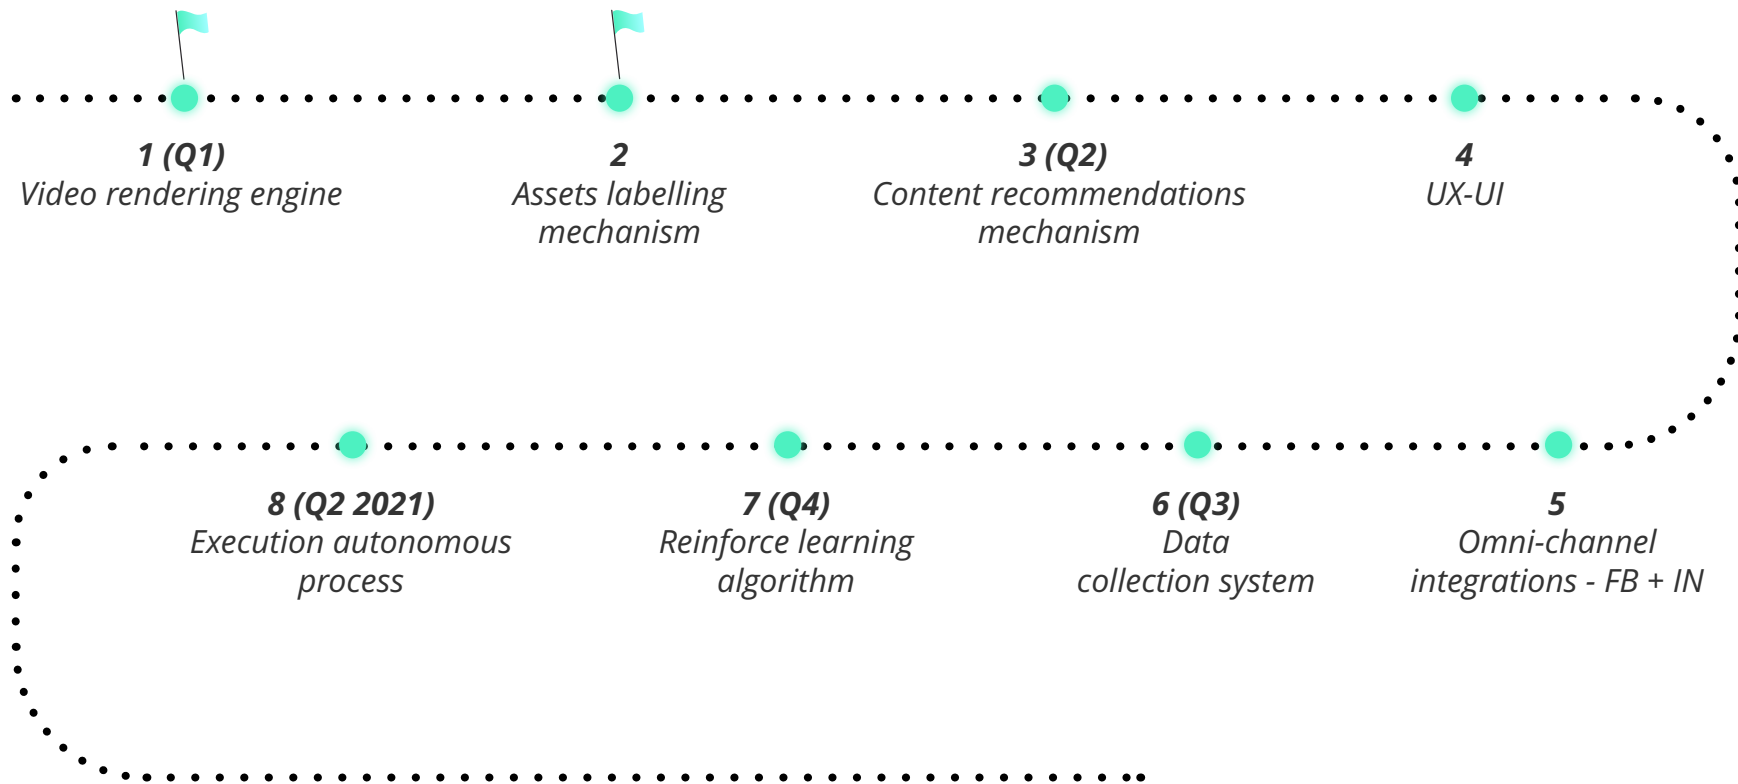 1 (Q1)
Video rendering engine
2
Assets labelling
mechanism
3 (Q2)
Content recommendations
mechanism
4
UX-UI
5
Omni-channel
integrations - FB + IN
6 (Q3)
Data
collection system
7 (Q4)
Reinforce learning
algorithm
8 (Q2 2021)
Execution autonomous
process